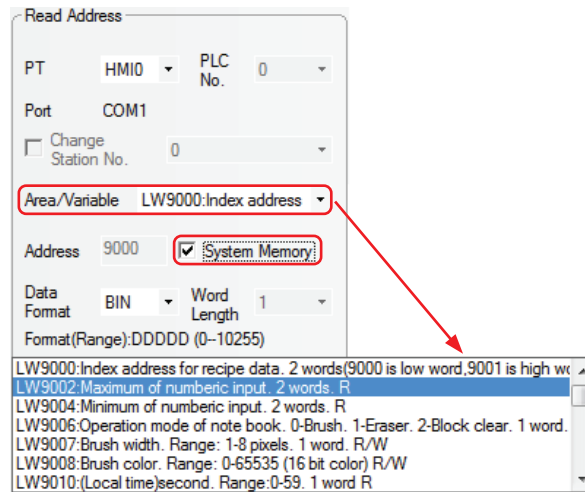 Read Address
PT HMI0 PLC No. 0
Port COM1
Change Station No. 0
Area/Variable LW9000:Index address
Address 9000 System Memory
Data Format BIN Word Length 1
Format(Range):DDDDD (0--10255)
LW9000:Index address for recipe data. 2 words(9000 is low word,9001 is high wo
LW9002:Maximum of numberic input. 2 words. R
LW9004:Minimum of numberic input. 2 words. R
LW9006:Operation mode of note book. 0-Brush. 1-Eraser. 2-Block clear. 1 word.
LW9007:Brush width. Range: 1-8 pixels. 1 word. R/W
LW9008:Brush color. Range: 0-65535 (16 bit color) R/W
LW9010:(Local time)second. Range:0-59. 1 word R